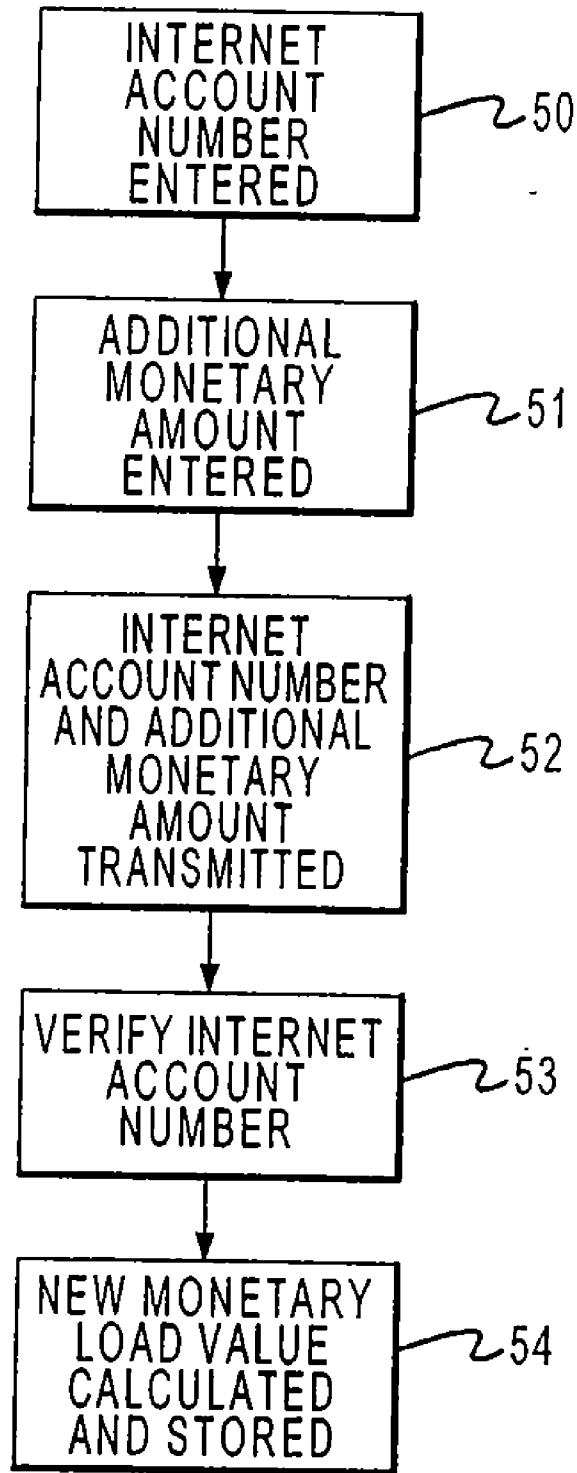 INTERNET
ACCOUNT
NUMBER
ENTERED
50
ADDITIONAL
MONETARY
AMOUNT
ENTERED
51
INTERNET
ACCOUNT NUMBER
AND ADDITIONAL
MONETARY
AMOUNT
TRANSMITTED
52
VERIFY INTERNET
ACCOUNT
NUMBER
53
NEW MONETARY
LOAD VALUE
CALCULATED
AND STORED
54